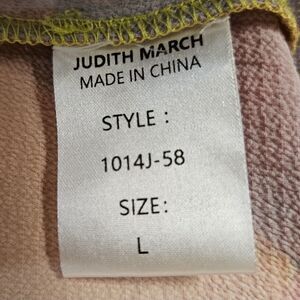 JUDITH MARCH
MADE IN CHINA
STYLE :
1014J-58
SIZE:
L